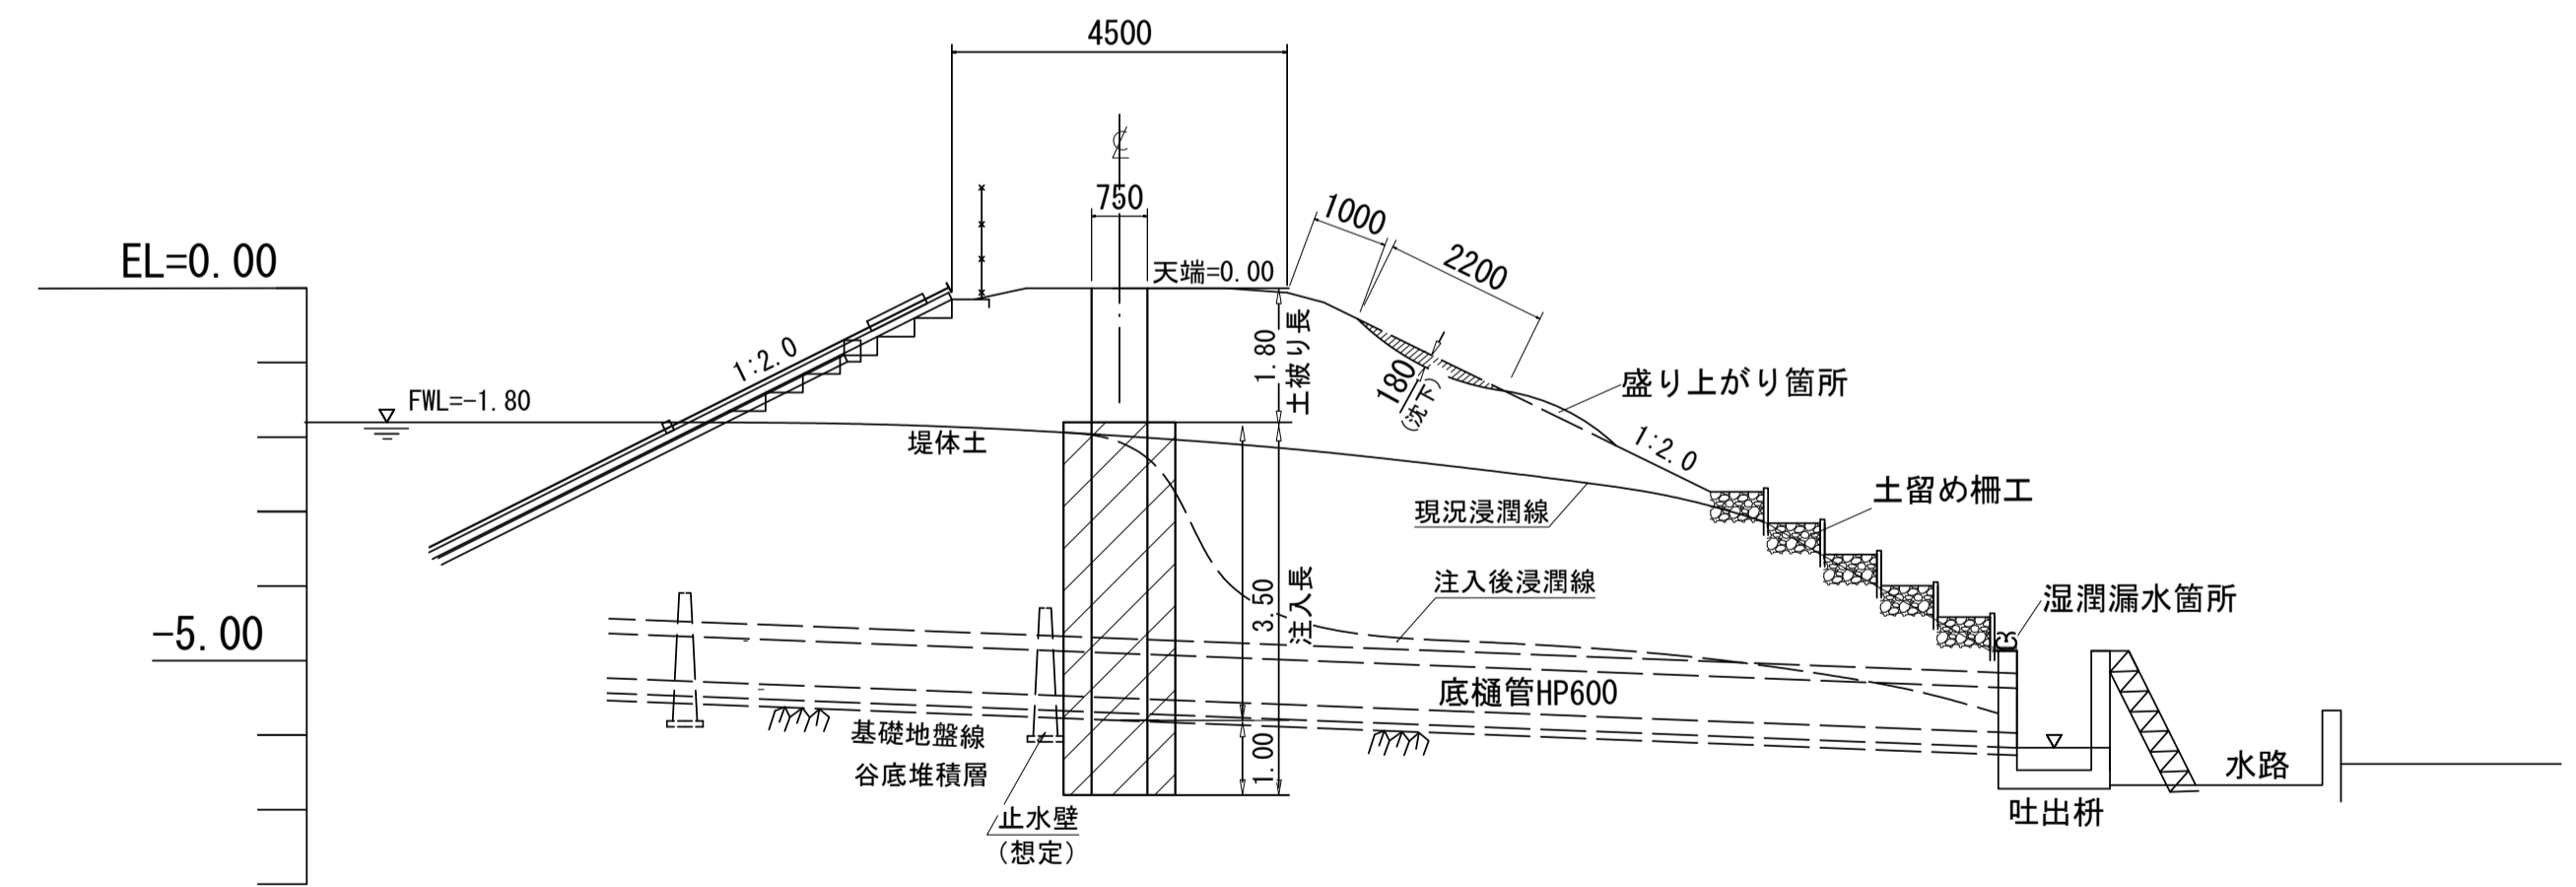 4500
℄
750
1000
2200
EL=0.00
天端=0.00
1:2.0
1.80
土被り長
180
(沈下)
盛り上がり箇所
FWL=-1.80
堤体土
1:2.0
土留め柵工
現況浸潤線
注入後浸潤線
3.50
注入長
湿潤漏水箇所
-5.00
底樋管HP600
基礎地盤線
谷底堆積層
1.00
水路
吐出枡
止水壁
(想定)